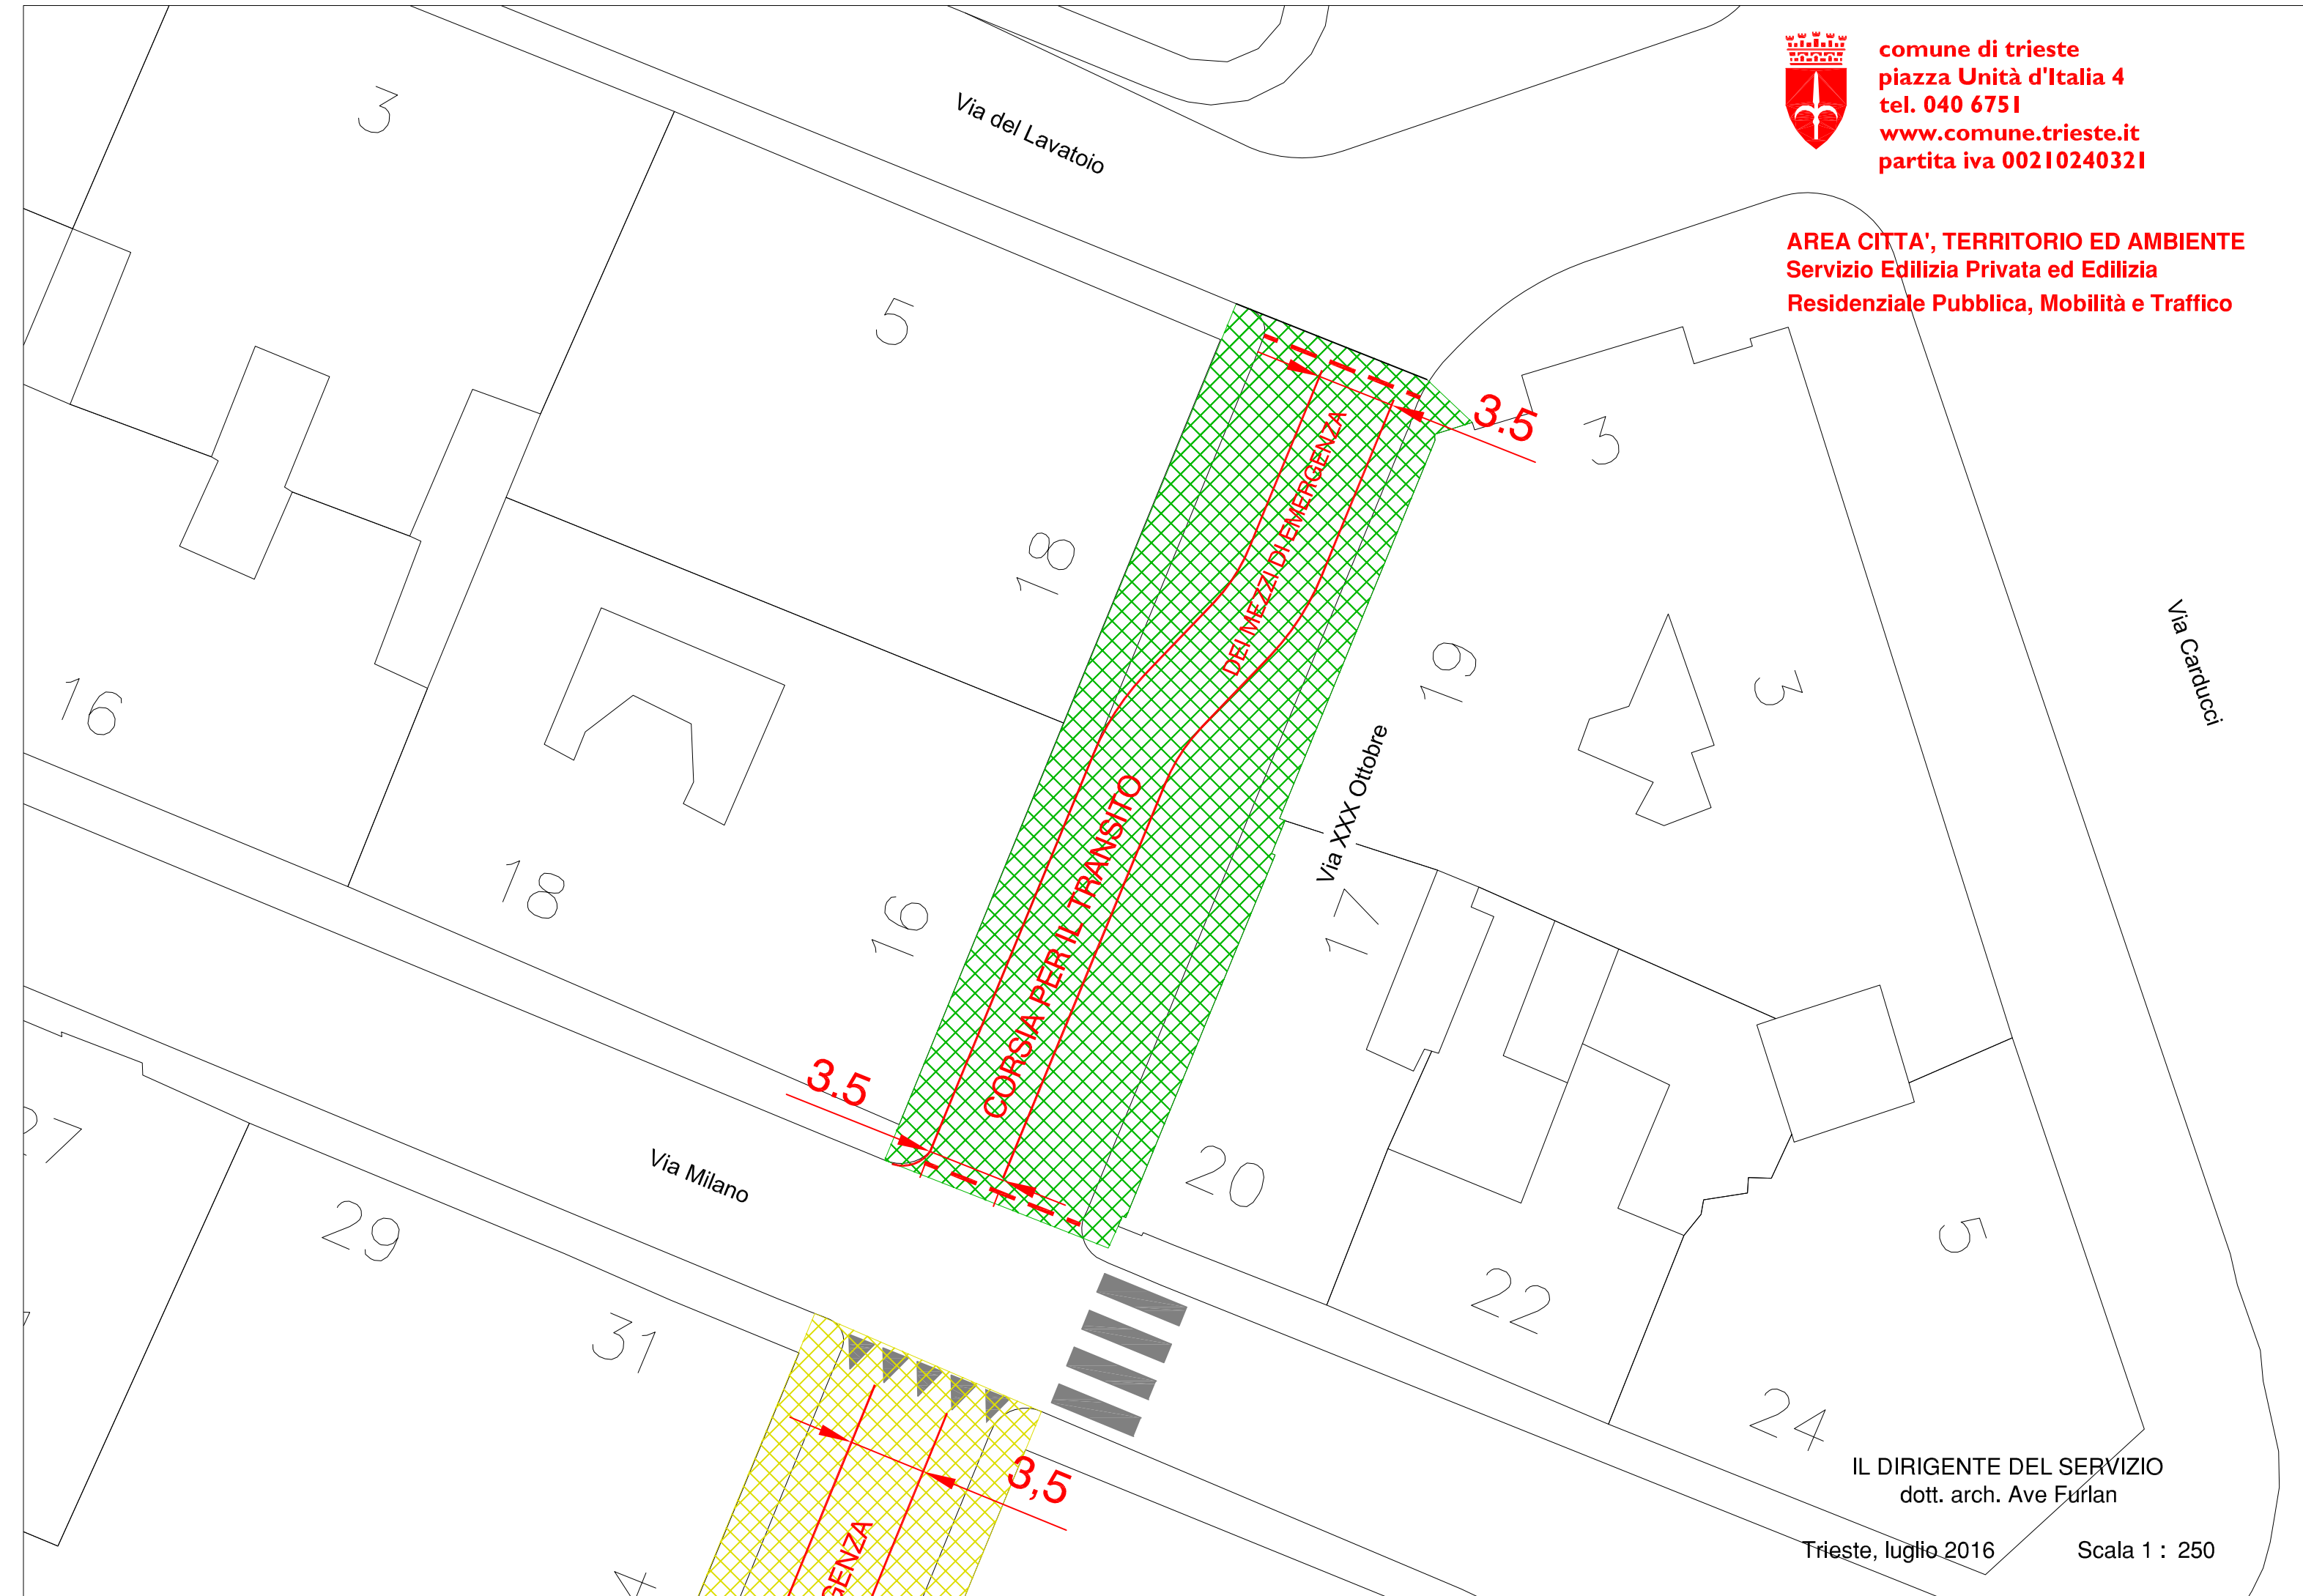 comune di trieste
piazza Unità d'Italia 4
tel. 040 6751
www.comune.trieste.it
partita iva 00210240321
AREA CITTA', TERRITORIO ED AMBIENTE
Servizio Edilizia Privata ed Edilizia
Residenziale Pubblica, Mobilità e Traffico
3
Via del Lavatoio
5
3.5
3
18
DEI MEZZI DI EMERGENZA
19
3
Via Carducci
16
Via XXX Ottobre
18
16
CORSIA PER IL TRANSITO
17
3.5
Via Milano
20
29
22
5
31
24
3,5
GENZA
IL DIRIGENTE DEL SERVIZIO
dott. arch. Ave Furlan
Trieste, luglio 2016
Scala 1 : 250